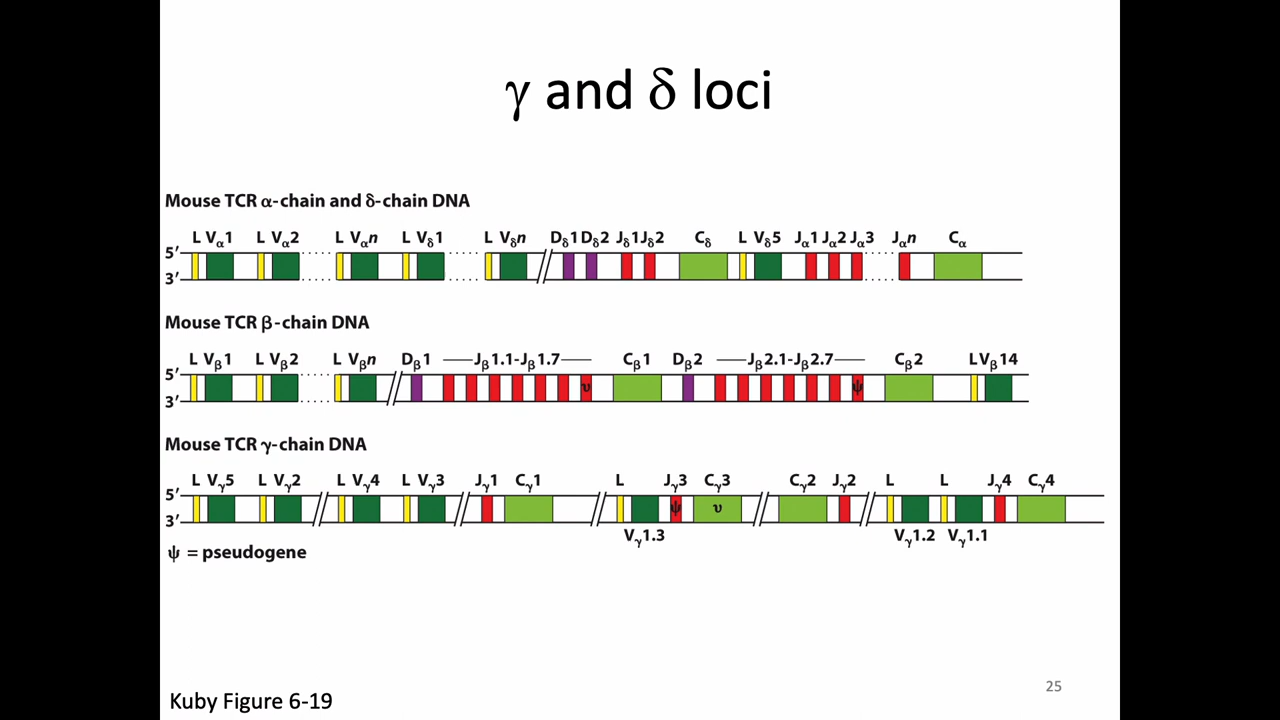 γ and δ loci
Mouse TCR α-chain and δ-chain DNA
L Vα1 L Vα2 L Vαn L Vδ1 L Vδn Dδ1 Dδ2 Jδ1 Jδ2 Cδ L Vδ5 Jα1 Jα2 Jα3 Jαn Cα
5′
3′
Mouse TCR β-chain DNA
L Vβ1 L Vβ2 L Vβn Dβ1 Jβ1.1-Jβ1.7 Cβ1 Dβ2 Jβ2.1-Jβ2.7 Cβ2 L Vβ14
5′
υ ψ
3′
Mouse TCR γ-chain DNA
L Vγ5 L Vγ2 L Vγ4 L Vγ3 Jγ1 Cγ1 L Jγ3 Cγ3 Cγ2 Jγ2 L L Jγ4 Cγ4
5′
ψ υ
3′
Vγ1.3 Vγ1.2 Vγ1.1
ψ = pseudogene
25
Kuby Figure 6-19